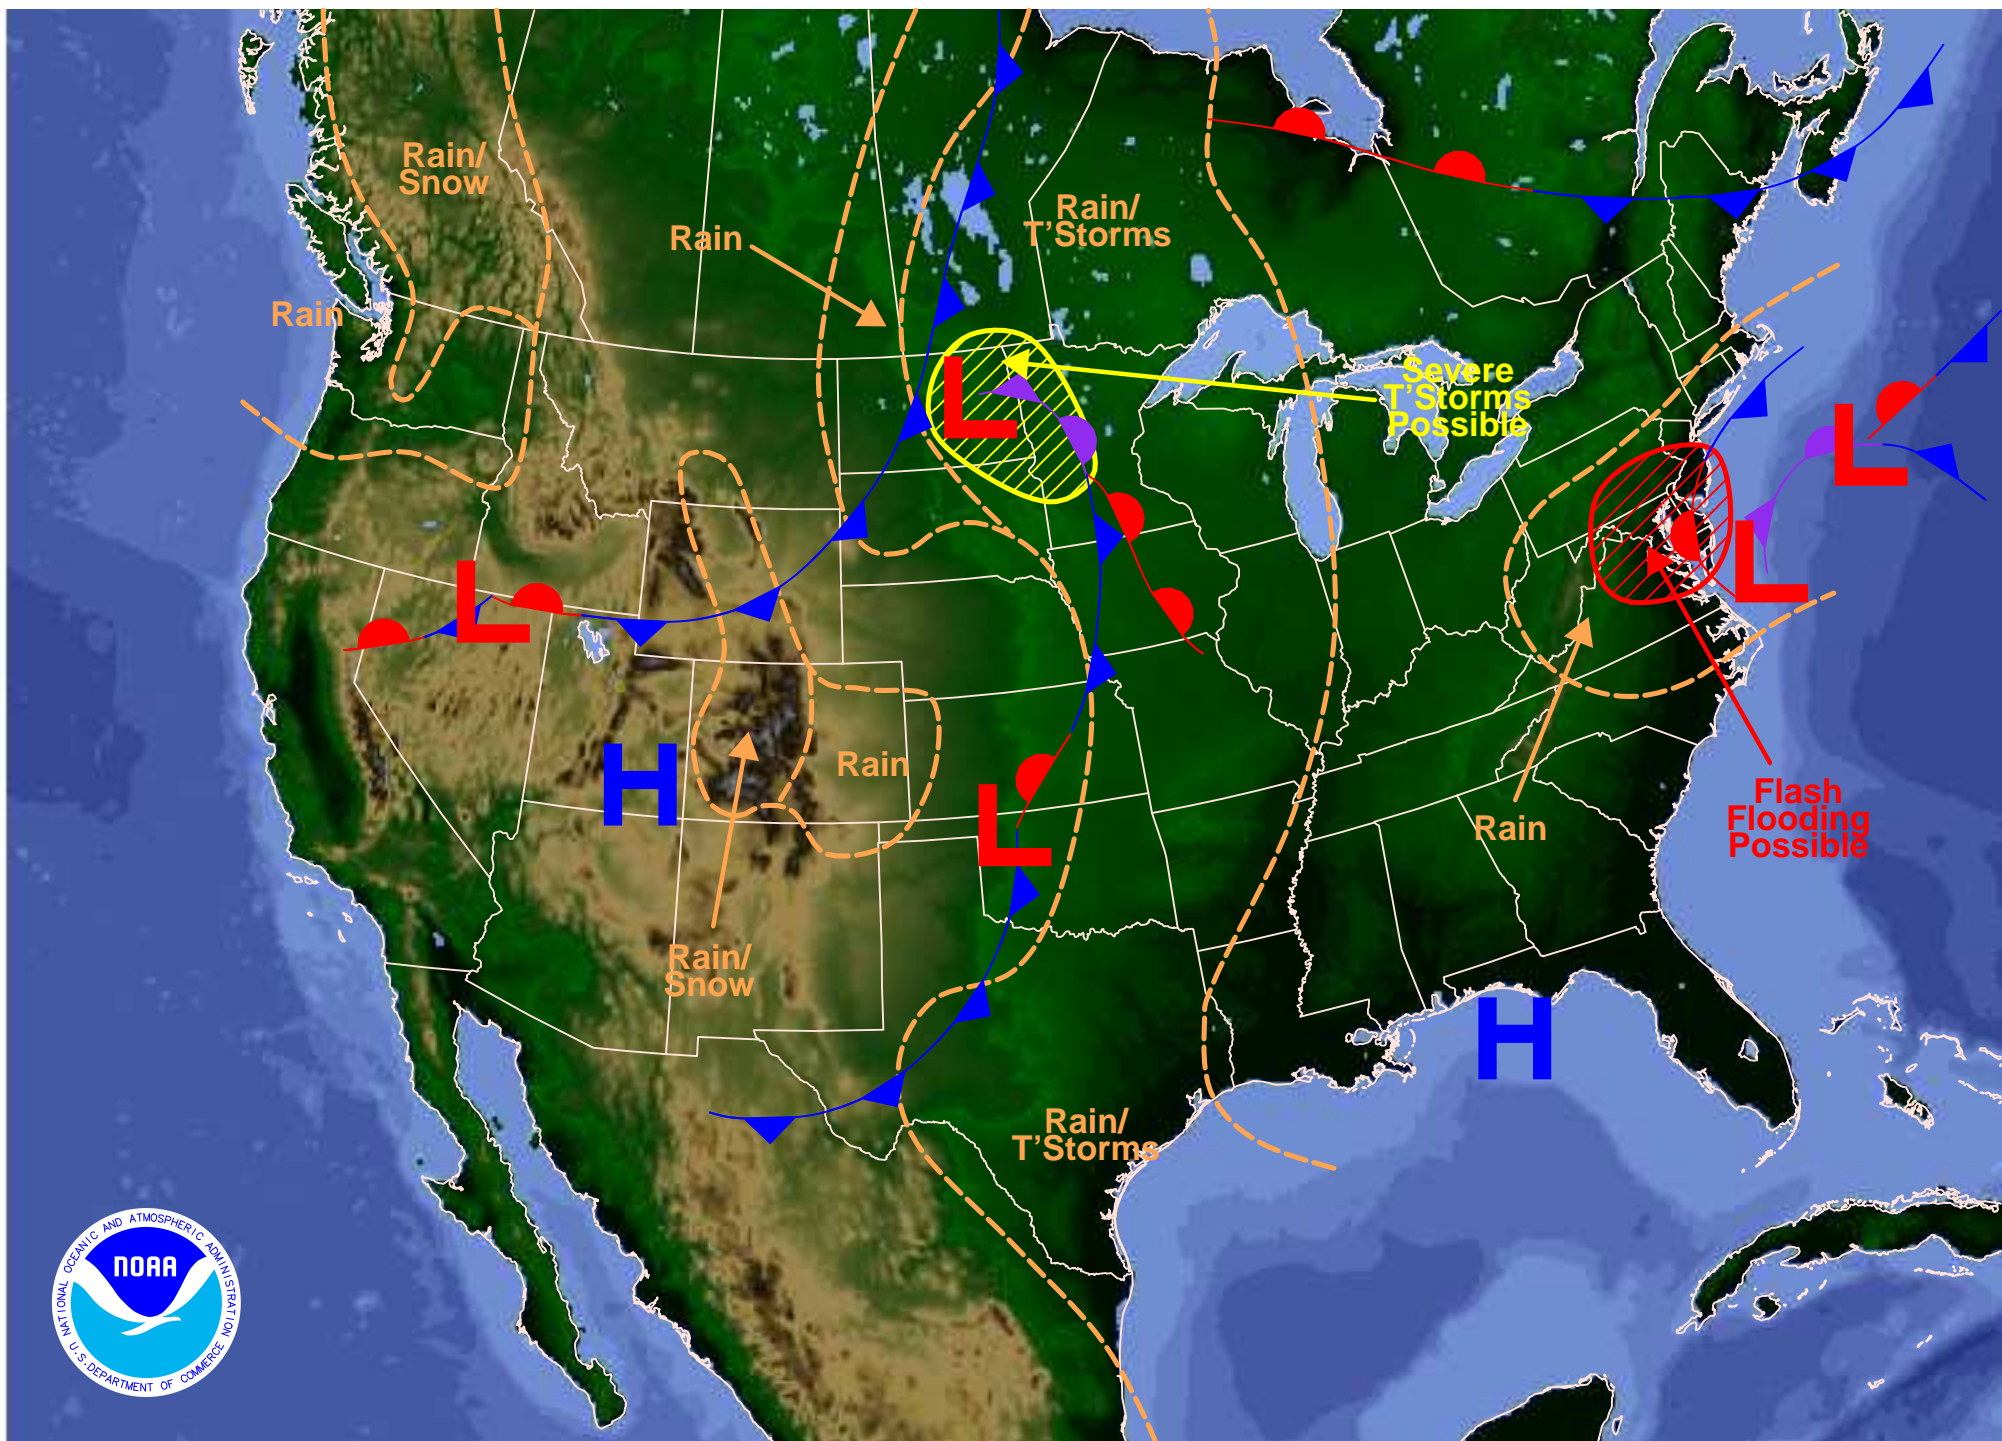 Rain/
Snow
Rain
Rain/
T'Storms
Rain
Severe
T'Storms
Possible
L
L
L
L
H
Rain
L
Flash
Flooding
Possible
Rain
Rain/
Snow
H
Rain/
T'Storms
NATIONAL OCEANIC AND ATMOSPHERIC ADMINISTRATION
NOAA
U.S. DEPARTMENT OF COMMERCE